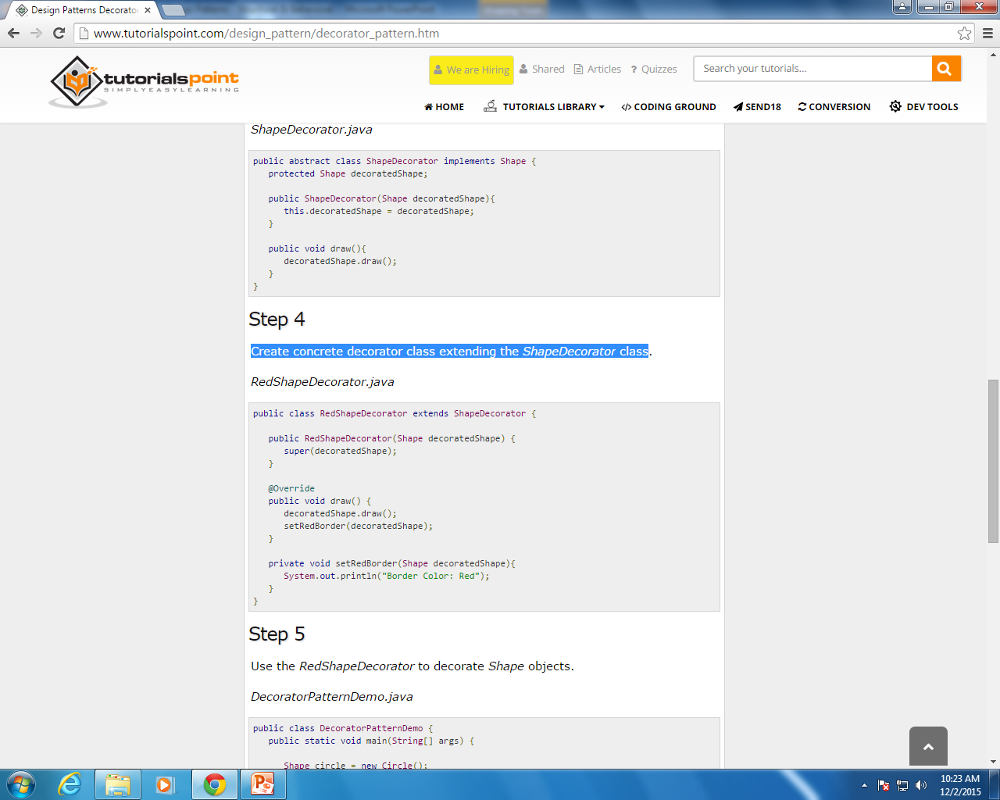 Design Patterns Decorator
www.tutorialspoint.com/design_pattern/decorator_pattern.htm
tutorialspoint
SIMPLYEASYLEARNING
We are Hiring
Shared
Articles
? Quizzes
Search your tutorials...
HOME
TUTORIALS LIBRARY
</> CODING GROUND
SEND18
CONVERSION
DEV TOOLS
ShapeDecorator.java
public abstract class ShapeDecorator implements Shape {
protected Shape decoratedShape;
public ShapeDecorator(Shape decoratedShape){
this.decoratedShape = decoratedShape;
}
public void draw(){
decoratedShape.draw();
}
}
Step 4
Create concrete decorator class extending the ShapeDecorator class.
RedShapeDecorator.java
public class RedShapeDecorator extends ShapeDecorator {
public RedShapeDecorator(Shape decoratedShape) {
super(decoratedShape);
}
@Override
public void draw() {
decoratedShape.draw();
setRedBorder(decoratedShape);
}
private void setRedBorder(Shape decoratedShape){
System.out.println("Border Color: Red");
}
}
Step 5
Use the RedShapeDecorator to decorate Shape objects.
DecoratorPatternDemo.java
public class DecoratorPatternDemo {
public static void main(String[] args) {
Shape circle = new Circle();
10:23 AM
12/2/2015